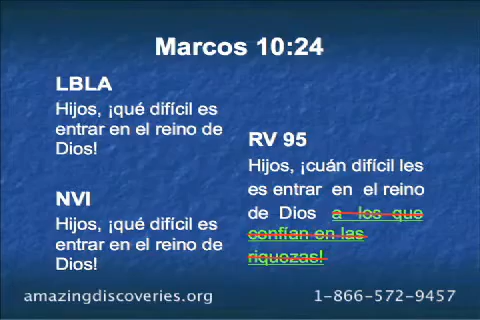 Marcos 10:24
LBLA
Hijos, ¡qué difícil es
entrar en el reino de
Dios!
NVI
Hijos, ¡qué difícil es
entrar en el reino de
Dios!
RV 95
Hijos, ¡cuán difícil les
es entrar en el reino
de Dios a los que
confían en las
riquozas!
amazingdiscoveries.org
1-866-572-9457